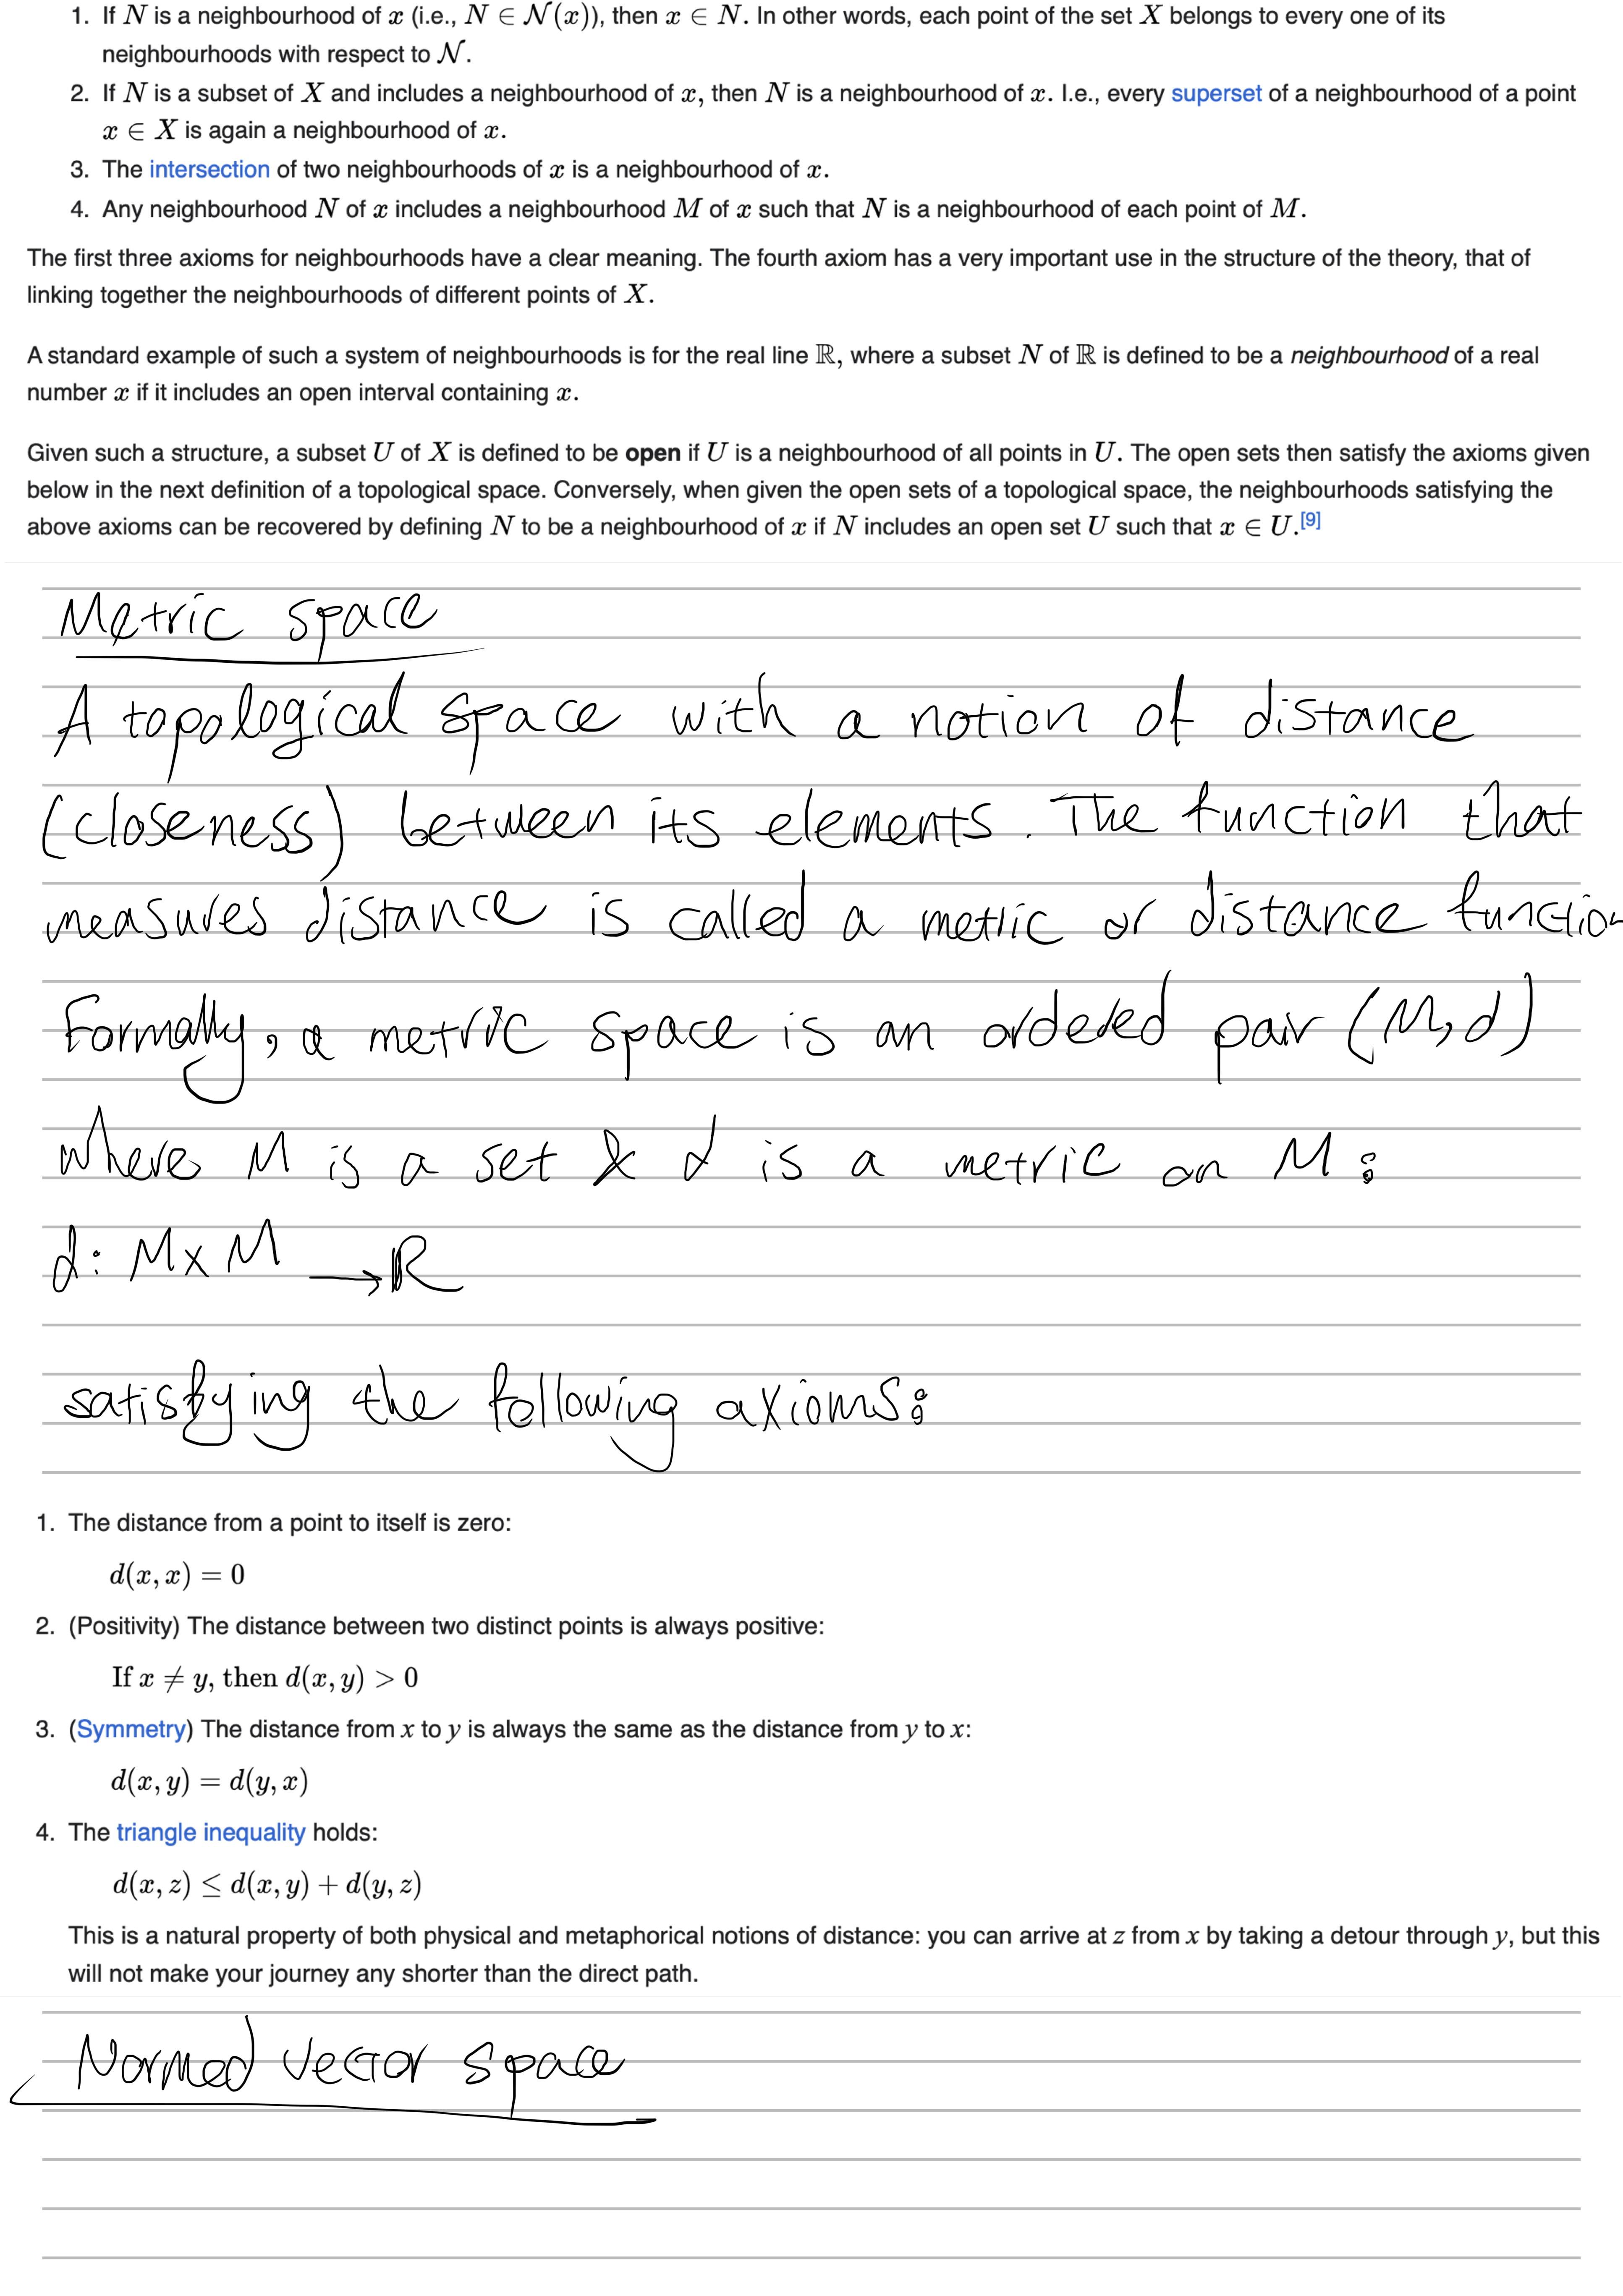 1. If N is a neighbourhood of x (i.e., N ∈ 𝒩(x)), then x ∈ N. In other words, each point of the set X belongs to every one of its
neighbourhoods with respect to 𝒩.
2. If N is a subset of X and includes a neighbourhood of x, then N is a neighbourhood of x. I.e., every superset of a neighbourhood of a point
x ∈ X is again a neighbourhood of x.
3. The intersection of two neighbourhoods of x is a neighbourhood of x.
4. Any neighbourhood N of x includes a neighbourhood M of x such that N is a neighbourhood of each point of M.
The first three axioms for neighbourhoods have a clear meaning. The fourth axiom has a very important use in the structure of the theory, that of
linking together the neighbourhoods of different points of X.
A standard example of such a system of neighbourhoods is for the real line ℝ, where a subset N of ℝ is defined to be a neighbourhood of a real
number x if it includes an open interval containing x.
Given such a structure, a subset U of X is defined to be open if U is a neighbourhood of all points in U. The open sets then satisfy the axioms given
below in the next definition of a topological space. Conversely, when given the open sets of a topological space, the neighbourhoods satisfying the
above axioms can be recovered by defining N to be a neighbourhood of x if N includes an open set U such that x ∈ U.[9]
Metric space
A topological space with a notion of distance
(closeness) between its elements. The function that
measures distance is called a metric or distance function
Formally, a metric space is an ordered pair (M,d)
where M is a set & d is a metric on M:
d: M×M → ℝ
satisfying the following axioms:
1. The distance from a point to itself is zero:
d(x, x) = 0
2. (Positivity) The distance between two distinct points is always positive:
If x ≠ y, then d(x, y) > 0
3. (Symmetry) The distance from x to y is always the same as the distance from y to x:
d(x, y) = d(y, x)
4. The triangle inequality holds:
d(x, z) ≤ d(x, y) + d(y, z)
This is a natural property of both physical and metaphorical notions of distance: you can arrive at z from x by taking a detour through y, but this
will not make your journey any shorter than the direct path.
Normed vector space